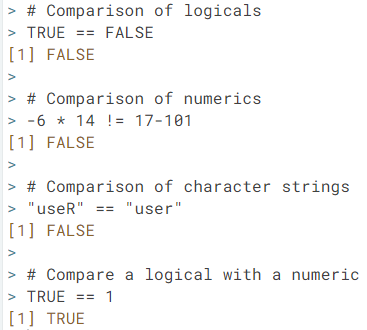 > # Comparison of logicals
> TRUE == FALSE
[1] FALSE
>
> # Comparison of numerics
> -6 * 14 != 17-101
[1] FALSE
>
> # Comparison of character strings
> "useR" == "user"
[1] FALSE
>
> # Compare a logical with a numeric
> TRUE == 1
[1] TRUE